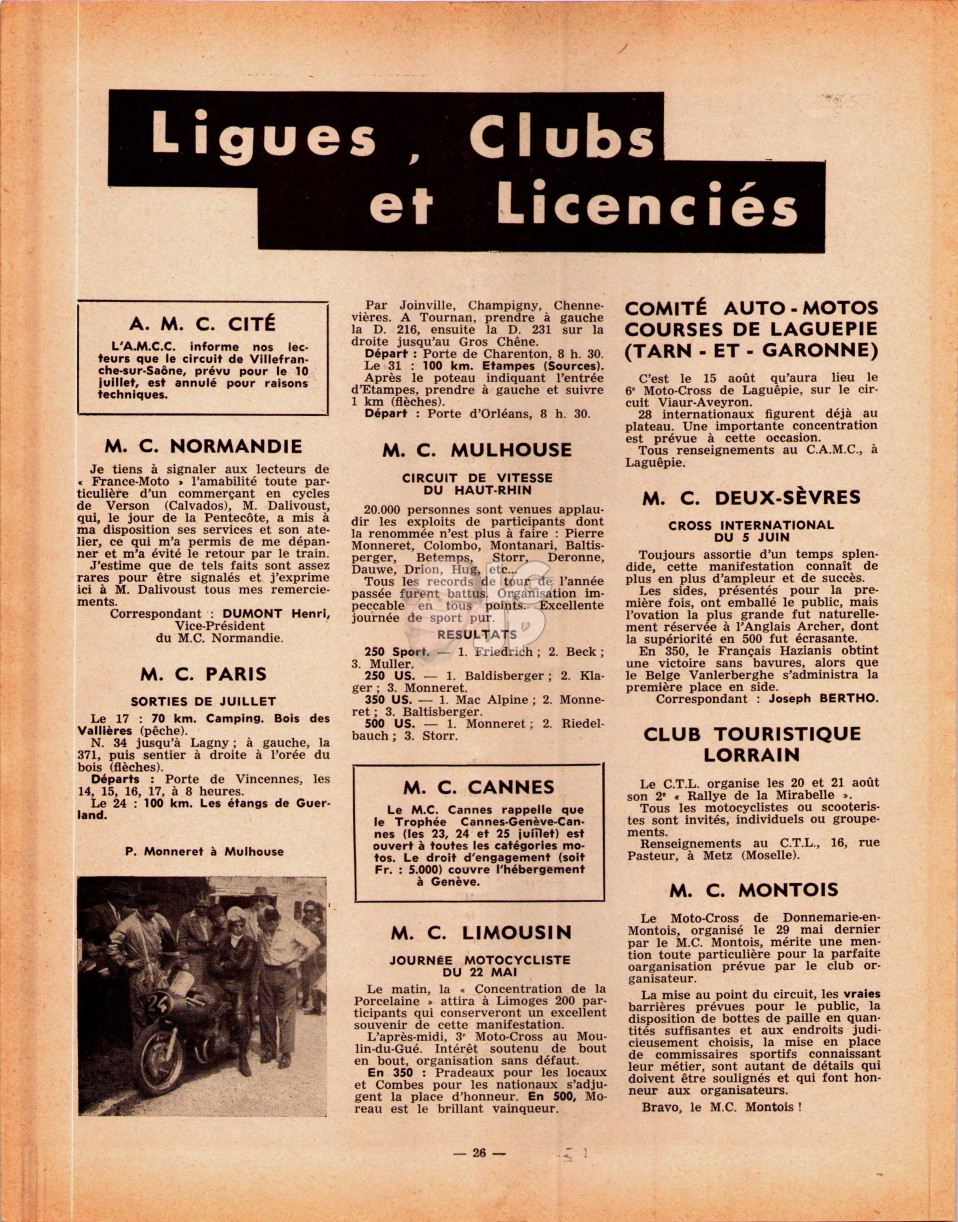 Ligues, Clubs
et Licenciés
A. M. C. CITÉ
L'A.M.C.C. informe nos lec-
teurs que le circuit de Villefran-
che-sur-Saône, prévu pour le 10
juillet, est annulé pour raisons
techniques.
M. C. NORMANDIE
Je tiens à signaler aux lecteurs de
« France-Moto » l'amabilité toute par-
ticulière d'un commerçant en cycles
de Verson (Calvados), M. Dalivoust,
qui, le jour de la Pentecôte, a mis à
ma disposition ses services et son ate-
lier, ce qui m'a permis de me dépan-
ner et m'a évité le retour par le train.
J'estime que de tels faits sont assez
rares pour être signalés et j'exprime
ici à M. Dalivoust tous mes remercie-
ments.
Correspondant : DUMONT Henri,
Vice-Président
du M.C. Normandie.
M. C. PARIS
SORTIES DE JUILLET
Le 17 : 70 km. Camping. Bois des
Vallières (pêche).
N. 34 jusqu'à Lagny ; à gauche, la
371, puis sentier à droite à l'orée du
bois (flèches).
Départs : Porte de Vincennes, les
14, 15, 16, 17, à 8 heures.
Le 24 : 100 km. Les étangs de Guer-
land.
P. Monneret à Mulhouse
24
Par Joinville, Champigny, Chenne-
vières. A Tournan, prendre à gauche
la D. 216, ensuite la D. 231 sur la
droite jusqu'au Gros Chêne.
Départ : Porte de Charenton, 8 h. 30.
Le 31 : 100 km. Etampes (Sources).
Après le poteau indiquant l'entrée
d'Etampes, prendre à gauche et suivre
1 km (flèches).
Départ : Porte d'Orléans, 8 h. 30.
M. C. MULHOUSE
CIRCUIT DE VITESSE
DU HAUT-RHIN
20.000 personnes sont venues applau-
dir les exploits de participants dont
la renommée n'est plus à faire : Pierre
Monneret, Colombo, Montanari, Baltis-
perger, Betemps, Storr, Deronne,
Dauwe, Drion, Hug, etc...
Tous les records de tour de l'année
passée furent battus. Organisation im-
peccable en tous points. Excellente
journée de sport pur.
RESULTATS
250 Sport. — 1. Friedrich ; 2. Beck ;
3. Muller.
250 US. — 1. Baldisberger ; 2. Kla-
ger ; 3. Monneret.
350 US. — 1. Mac Alpine ; 2. Monne-
ret ; 3. Baltisberger.
500 US. — 1. Monneret ; 2. Riedel-
bauch ; 3. Storr.
M. C. CANNES
Le M.C. Cannes rappelle que
le Trophée Cannes-Genève-Can-
nes (les 23, 24 et 25 juillet) est
ouvert à toutes les catégories mo-
tos. Le droit d'engagement (soit
Fr. : 5.000) couvre l'hébergement
à Genève.
M. C. LIMOUSIN
JOURNÉE MOTOCYCLISTE
DU 22 MAI
Le matin, la « Concentration de la
Porcelaine » attira à Limoges 200 par-
ticipants qui conserveront un excellent
souvenir de cette manifestation.
L'après-midi, 3e Moto-Cross au Mou-
lin-du-Gué. Intérêt soutenu de bout
en bout, organisation sans défaut.
En 350 : Pradeaux pour les locaux
et Combes pour les nationaux s'adju-
gent la place d'honneur. En 500, Mo-
reau est le brillant vainqueur.
COMITÉ AUTO - MOTOS
COURSES DE LAGUEPIE
(TARN - ET - GARONNE)
C'est le 15 août qu'aura lieu le
6e Moto-Cross de Laguêpie, sur le cir-
cuit Viaur-Aveyron.
28 internationaux figurent déjà au
plateau. Une importante concentration
est prévue à cette occasion.
Tous renseignements au C.A.M.C., à
Laguêpie.
M. C. DEUX-SÈVRES
CROSS INTERNATIONAL
DU 5 JUIN
Toujours assortie d'un temps splen-
dide, cette manifestation connaît de
plus en plus d'ampleur et de succès.
Les sides, présentés pour la pre-
mière fois, ont emballé le public, mais
l'ovation la plus grande fut naturelle-
ment réservée à l'Anglais Archer, dont
la supériorité en 500 fut écrasante.
En 350, le Français Hazianis obtint
une victoire sans bavures, alors que
le Belge Vanlerberghe s'administra la
première place en side.
Correspondant : Joseph BERTHO.
CLUB TOURISTIQUE
LORRAIN
Le C.T.L. organise les 20 et 21 août
son 2e « Rallye de la Mirabelle ».
Tous les motocyclistes ou scooteris-
tes sont invités, individuels ou groupe-
ments.
Renseignements au C.T.L., 16, rue
Pasteur, à Metz (Moselle).
M. C. MONTOIS
Le Moto-Cross de Donnemarie-en-
Montois, organisé le 29 mai dernier
par le M.C. Montois, mérite une men-
tion toute particulière pour la parfaite
oarganisation prévue par le club or-
ganisateur.
La mise au point du circuit, les vraies
barrières prévues pour le public, la
disposition de bottes de paille en quan-
tités suffisantes et aux endroits judi-
cieusement choisis, la mise en place
de commissaires sportifs connaissant
leur métier, sont autant de détails qui
doivent être soulignés et qui font hon-
neur aux organisateurs.
Bravo, le M.C. Montois !
— 26 —